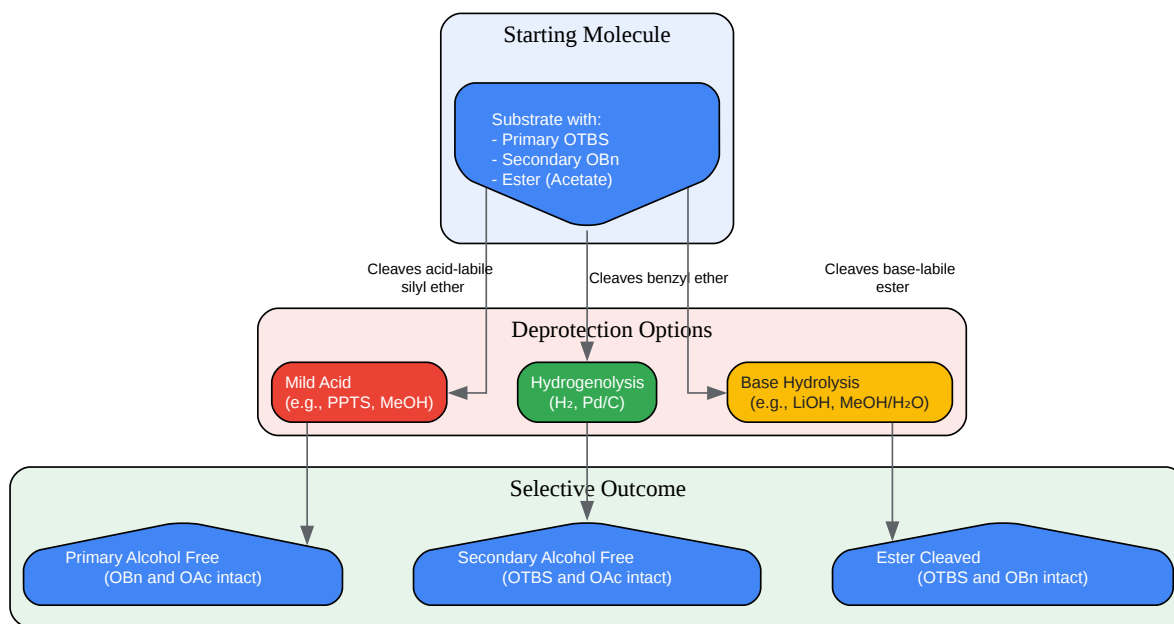 Starting Molecule
Substrate with:
- Primary OTBS
- Secondary OBn
- Ester (Acetate)
Cleaves acid-labile
silyl ether
Cleaves benzyl ether
Cleaves base-labile
ester
Deprotection Options
Mild Acid
(e.g., PPTS, MeOH)
Hydrogenolysis
(H₂, Pd/C)
Base Hydrolysis
(e.g., LiOH, MeOH/H₂O)
Selective Outcome
Primary Alcohol Free
(OBn and OAc intact)
Secondary Alcohol Free
(OTBS and OAc intact)
Ester Cleaved
(OTBS and OBn intact)